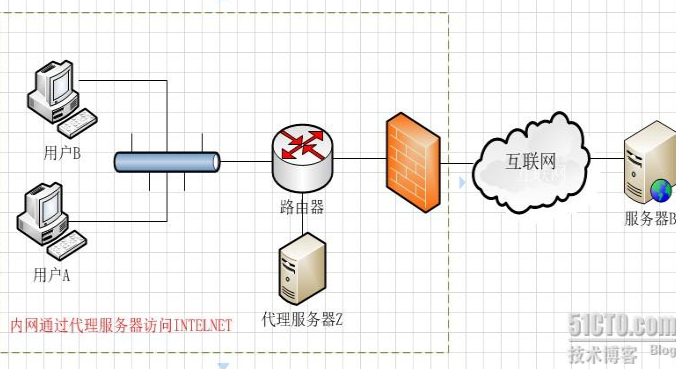 用户B
互联网
路由器
服务器B
用户A
代理服务器Z
内网通过代理服务器访问INTELNET
51CTO.com
技术博客 Blog